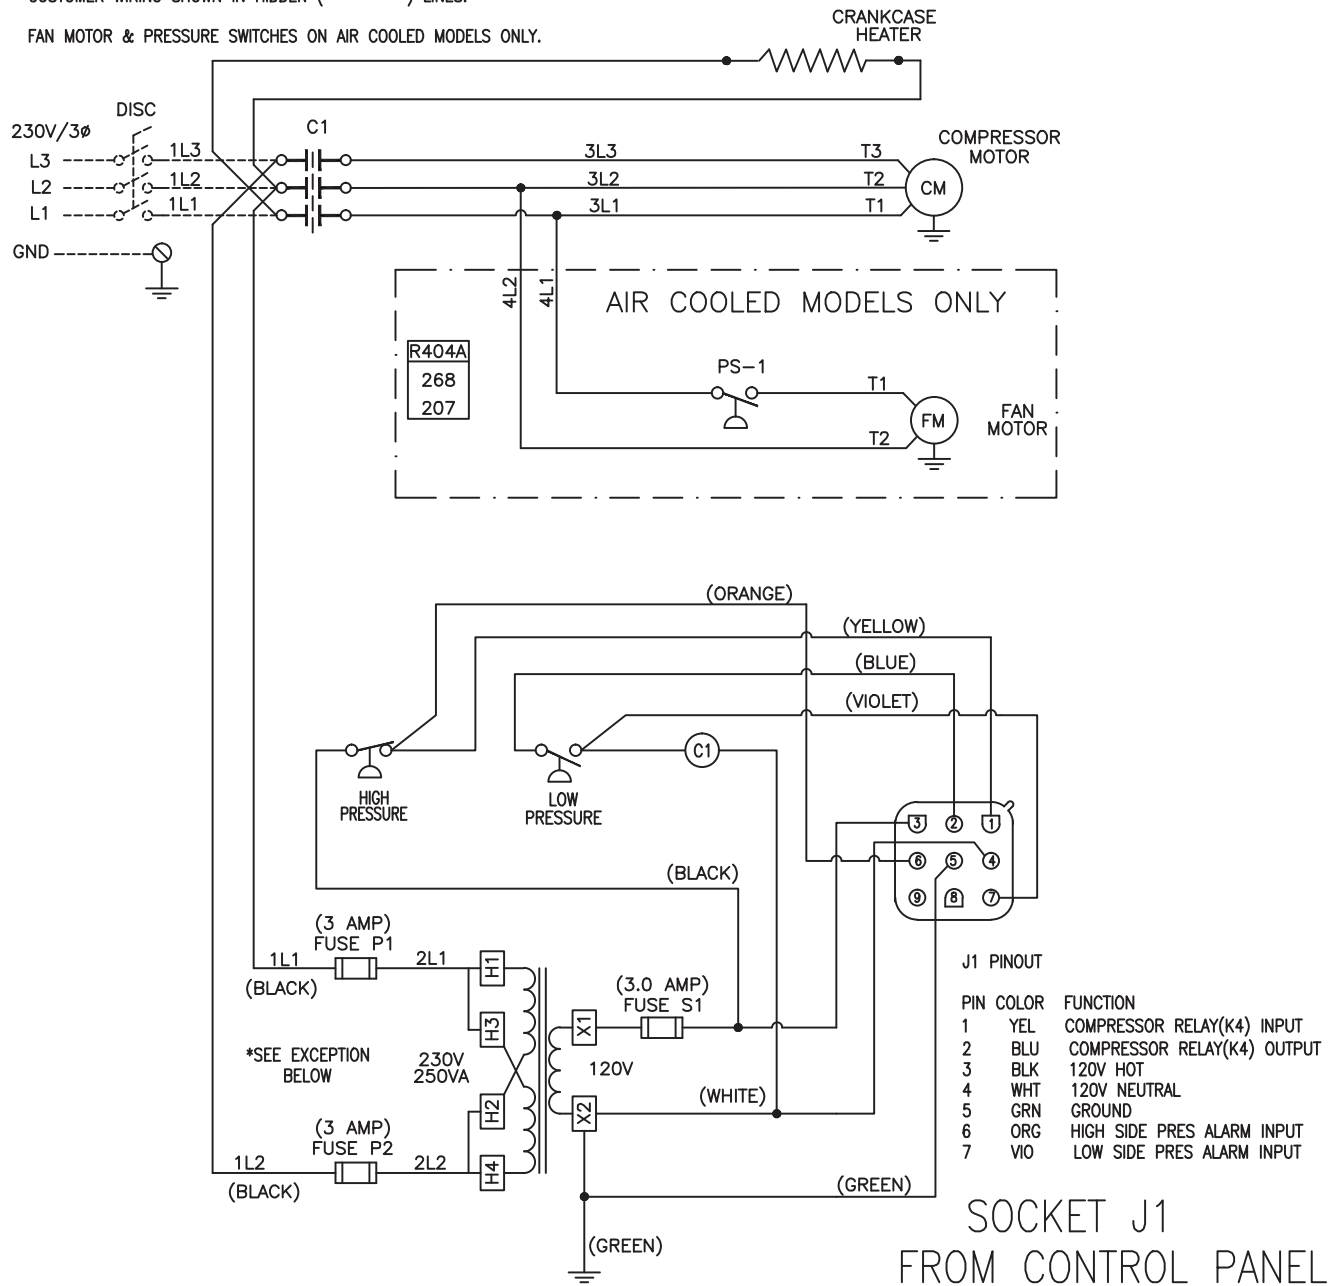 FAN MOTOR & PRESSURE SWITCHES ON AIR COOLED MODELS ONLY.
CRANKCASE
HEATER
DISC
230V/3ø
C1
L3
1L3
3L3
T3
COMPRESSOR
MOTOR
L2
1L2
3L2
T2
CM
L1
1L1
3L1
T1
GND
4L2
4L1
AIR COOLED MODELS ONLY
R404A
268
207
PS-1
T1
FM
FAN
MOTOR
T2
(ORANGE)
(YELLOW)
(BLUE)
(VIOLET)
C1
HIGH
PRESSURE
LOW
PRESSURE
3 2 1
6 5 4
9 8 7
(BLACK)
(3 AMP)
FUSE P1
1L1
2L1
H1
(BLACK)
(3.0 AMP)
FUSE S1
X1
H3
*SEE EXCEPTION
BELOW
230V
250VA
120V
H2
X2
(WHITE)
(3 AMP)
FUSE P2
1L2
2L2
H4
(BLACK)
(GREEN)
(GREEN)
J1 PINOUT
PIN COLOR FUNCTION
1 YEL COMPRESSOR RELAY(K4) INPUT
2 BLU COMPRESSOR RELAY(K4) OUTPUT
3 BLK 120V HOT
4 WHT 120V NEUTRAL
5 GRN GROUND
6 ORG HIGH SIDE PRES ALARM INPUT
7 VIO LOW SIDE PRES ALARM INPUT
SOCKET J1
FROM CONTROL PANEL